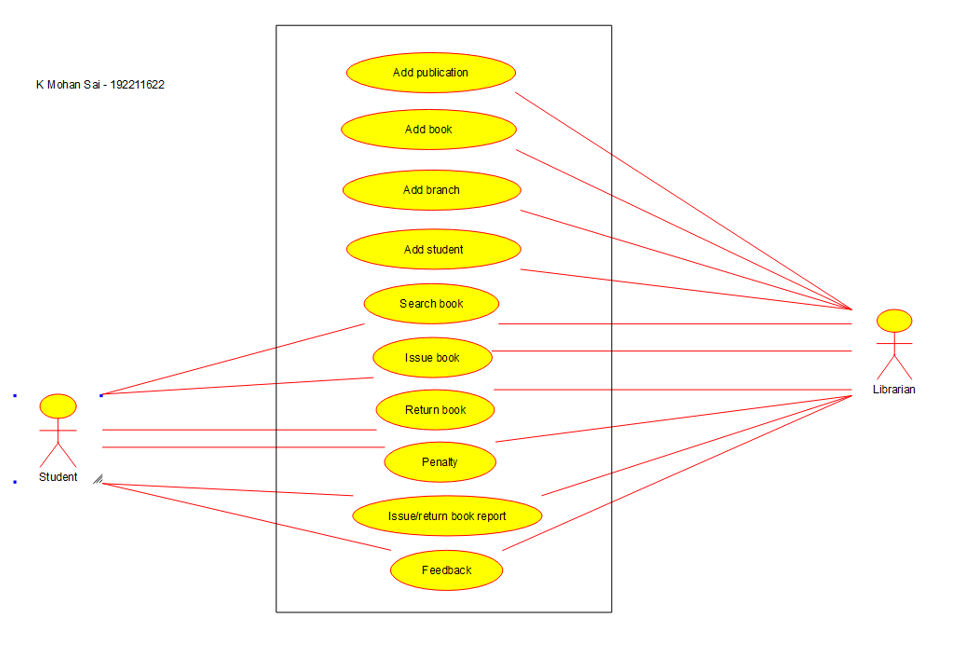 K Mohan Sai - 192211622
Add publication
Add book
Add branch
Add student
Search book
Issue book
Return book
Penalty
Issue/return book report
Feedback
Student
Librarian